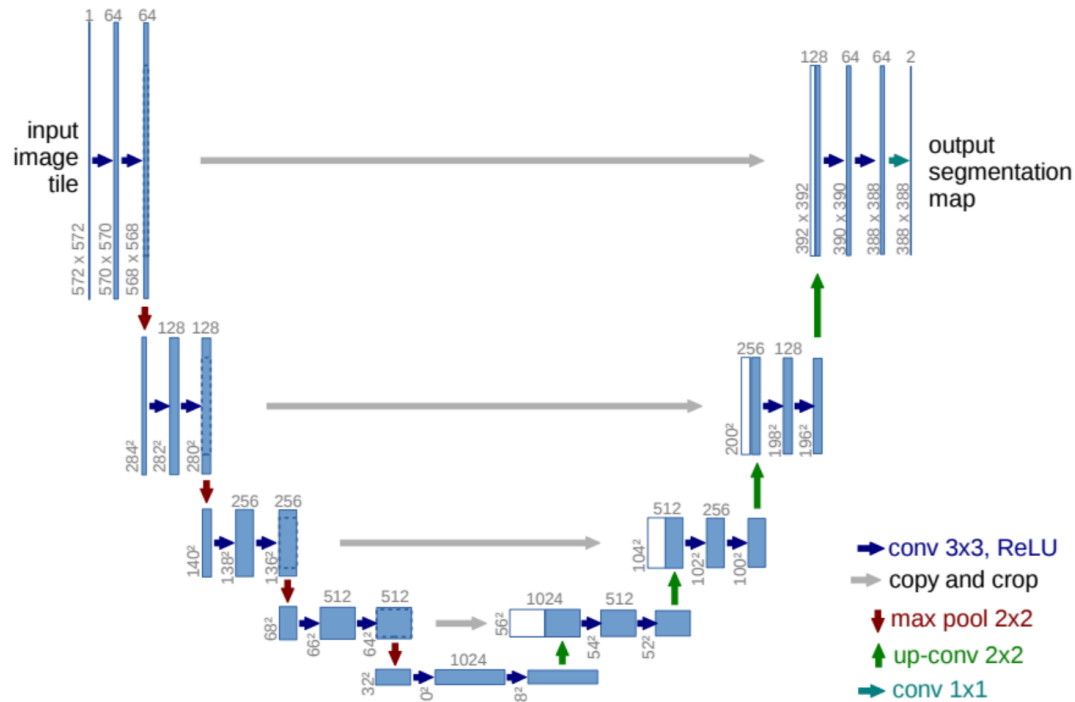 1 64 64
128 64 64 2
input
image
tile
output
segmentation
map
572 x 572
570 x 570
568 x 568
392 x 392
390 x 390
388 x 388
388 x 388
128 128
256 128
284²
282²
280²
200²
198²
196²
256 256
512 256
140²
138²
136²
104²
102²
100²
512 512
1024 512
68²
66²
64²
56²
54²
52²
1024
32²
0²
8²
conv 3x3, ReLU
copy and crop
max pool 2x2
up-conv 2x2
conv 1x1